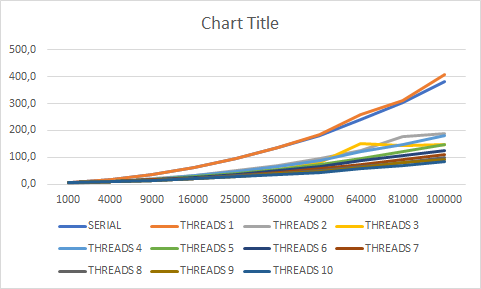 Chart Title
500,0
400,0
300,0
200,0
100,0
0,0
1000 4000 9000 16000 25000 36000 49000 64000 81000 100000
SERIAL THREADS 1 THREADS 2 THREADS 3
THREADS 4 THREADS 5 THREADS 6 THREADS 7
THREADS 8 THREADS 9 THREADS 10